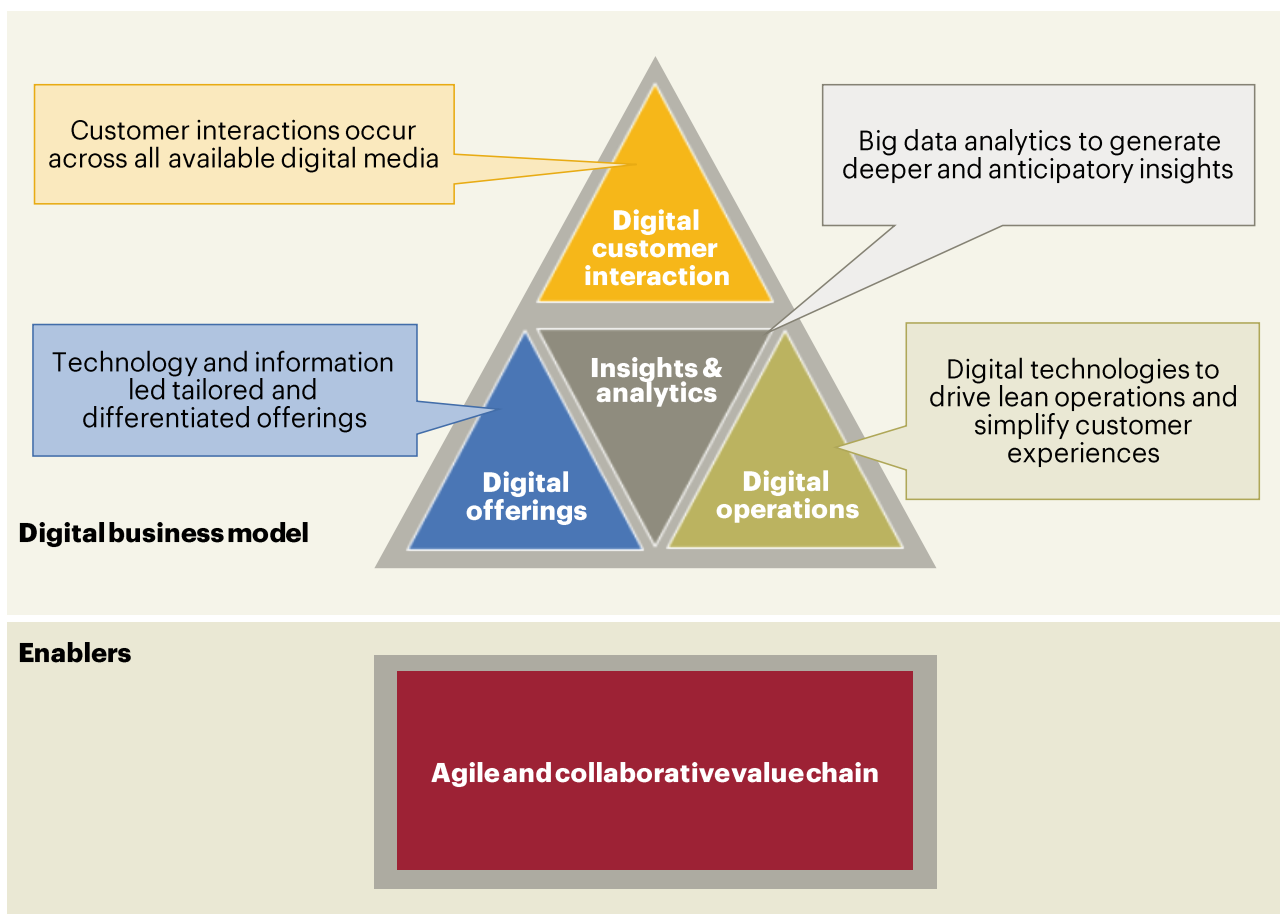 Customer interactions occur
across all available digital media
Big data analytics to generate
deeper and anticipatory insights
Digital
customer
interaction
Technology and information
led tailored and
differentiated offerings
Insights &
analytics
Digital technologies to
drive lean operations and
simplify customer
experiences
Digital
offerings
Digital
operations
Digital business model
Enablers
Agile and collaborative value chain